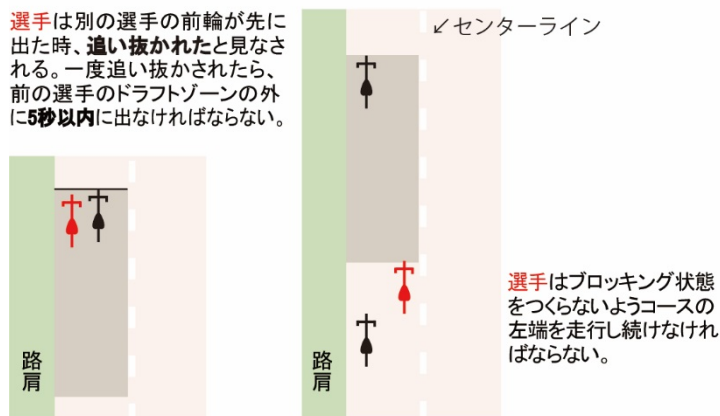 選手は別の選手の前輪が先に
出た時、追い抜かれたと見なさ
れる。一度追い抜かされたら、
前の選手のドラフトゾーンの外
に5秒以内に出なければならない。
路肩
↙センターライン
路肩
選手はブロッキング状態
をつくらないようコースの
左端を走行し続けなけれ
ばならない。